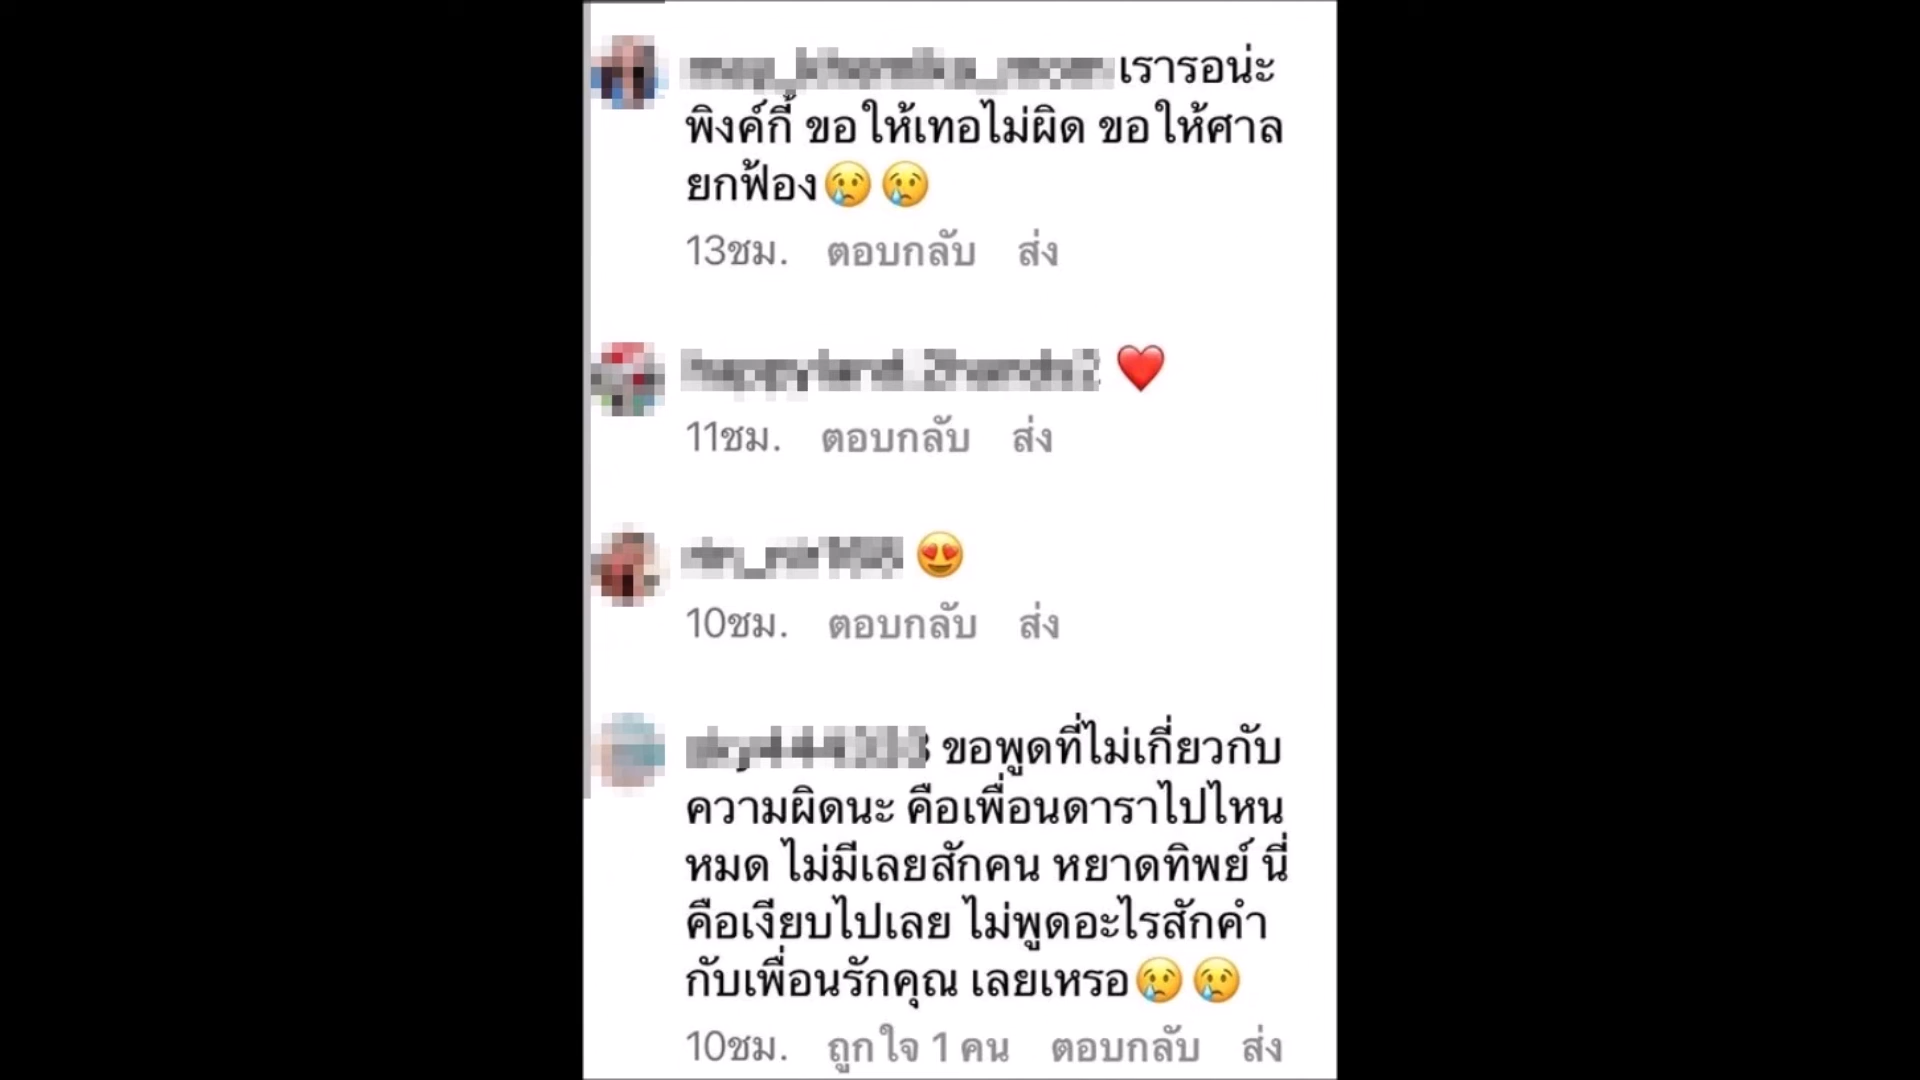 เรารอน่ะ
พิงค์กี้ ขอให้เทอไม่ผิด ขอให้ศาล
ยกฟ้อง😢😢
13ชม. ตอบกลับ ส่ง
❤️
11ชม. ตอบกลับ ส่ง
😍
10ชม. ตอบกลับ ส่ง
ขอพูดที่ไม่เกี่ยวกับ
ความผิดนะ คือเพื่อนดาราไปไหน
หมด ไม่มีเลยสักคน หยาดทิพย์ นี่
คือเงียบไปเลย ไม่พูดอะไรสักคำ
กับเพื่อนรักคุณ เลยเหรอ😢😢
10ชม. ถูกใจ 1 คน ตอบกลับ ส่ง